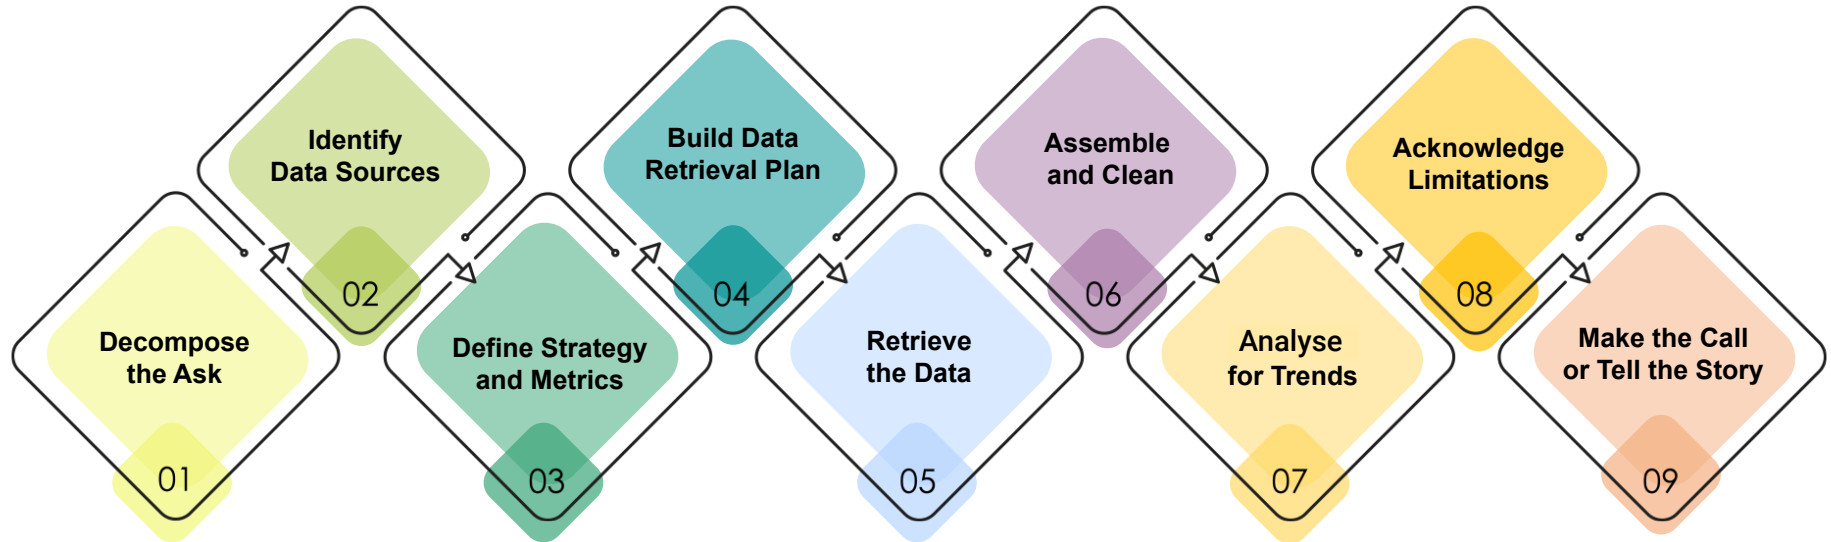 Decompose
the Ask
01
Identify
Data Sources
02
Define Strategy
and Metrics
03
Build Data
Retrieval Plan
04
Retrieve
the Data
05
Assemble
and Clean
06
Analyse
for Trends
07
Acknowledge
Limitations
08
Make the Call
or Tell the Story
09